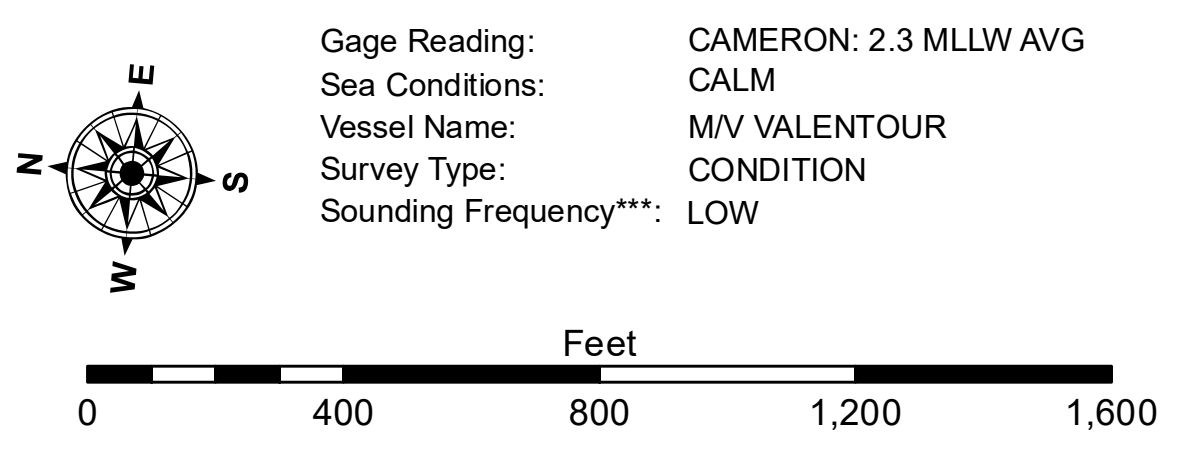 E
N
S
W
Gage Reading: CAMERON: 2.3 MLLW AVG
Sea Conditions: CALM
Vessel Name: M/V VALENTOUR
Survey Type: CONDITION
Sounding Frequency***: LOW
Feet
0 400 800 1,200 1,600